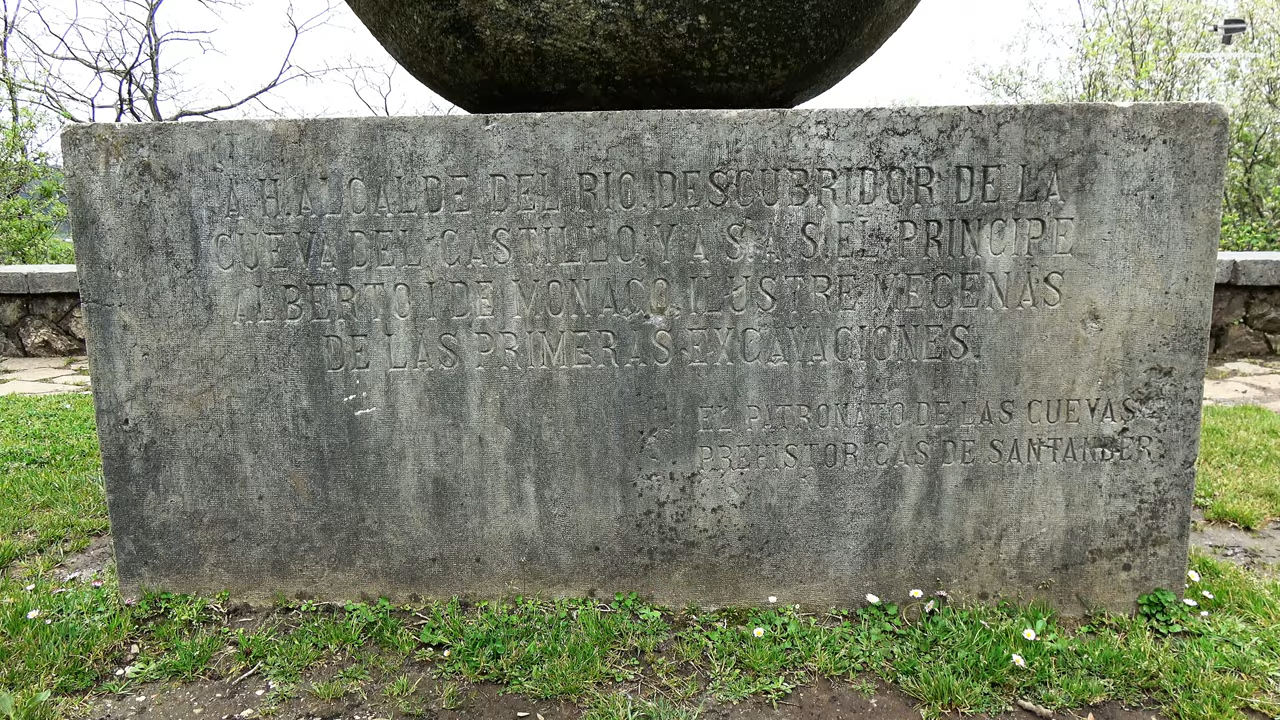 A H. ALCALDE DEL RIO, DESCUBRIDOR DE LA
CUEVA DEL CASTILLO, Y A S.A.S. EL PRINCIPE
ALBERTO I DE MONACO, ILUSTRE MECENAS
DE LAS PRIMERAS EXCAVACIONES.
EL PATRONATO DE LAS CUEVAS
PREHISTORICAS DE SANTANDER.